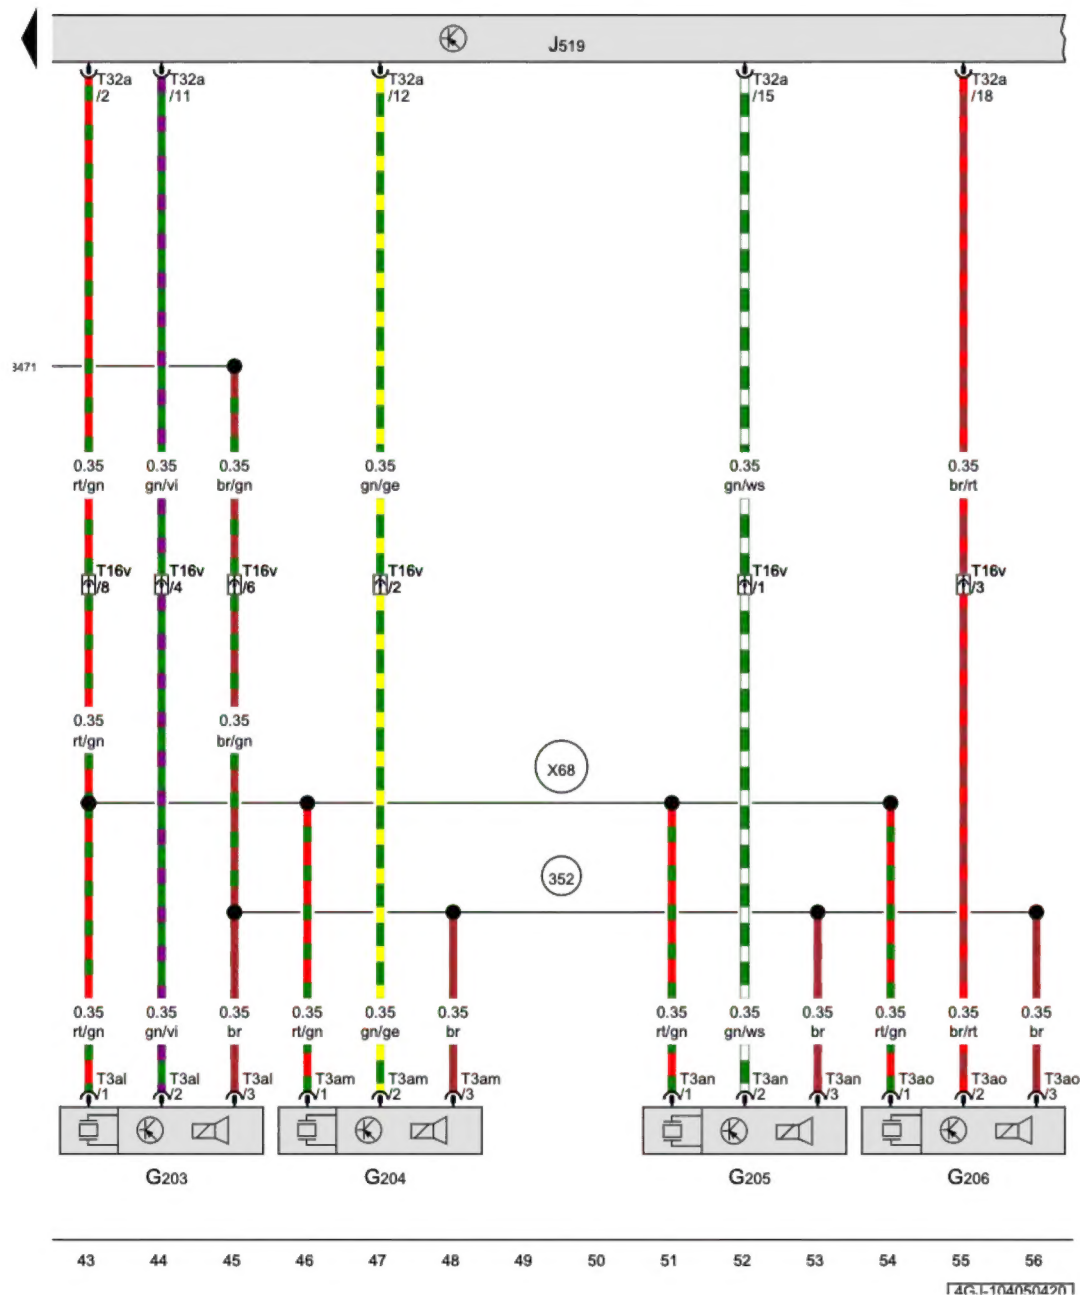 J519
T32a T32a T32a T32a T32a
/2 /11 /12 /15 /18
0.35 0.35 0.35 0.35 0.35 0.35
rt/gn gn/vi br/gn gn/ge gn/ws br/rt
T16v T16v T16v T16v T16v T16v
/8 /4 /6 /2 /1 /3
0.35 0.35
rt/gn br/gn
X68
352
0.35 0.35 0.35 0.35 0.35 0.35 0.35 0.35 0.35 0.35 0.35 0.35
rt/gn gn/vi br rt/gn gn/ge br rt/gn gn/ws br rt/gn br/rt br
T3al T3al T3al T3am T3am T3am T3an T3an T3an T3ao T3ao T3ao
/1 /2 /3 /1 /2 /3 /1 /2 /3 /1 /2 /3
G203 G204 G205 G206
43 44 45 46 47 48 49 50 51 52 53 54 55 56